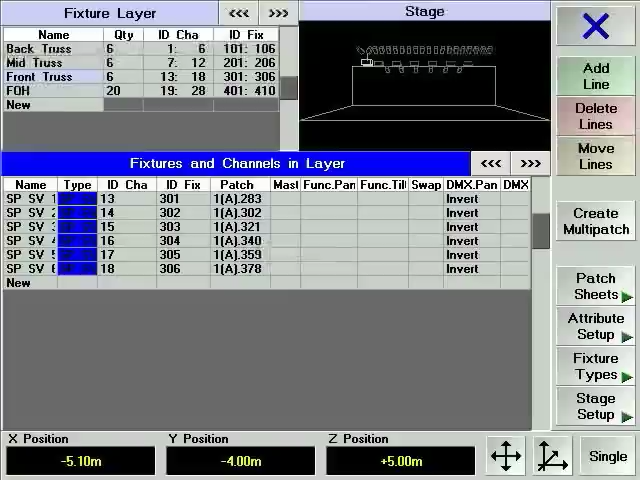 Fixture Layer
<<<
>>>
Stage
Name Qty ID Cha ID Fix
Back Truss 6 1: 6 101: 106
Mid Truss 6 7: 12 201: 206
Front Truss 6 13: 18 301: 306
FOH 20 19: 28 401: 410
New
Fixtures and Channels in Layer
<<<
>>>
Name Type ID Cha ID Fix Patch Mast Func.Pan Func.Tilt Swap DMX.Pan DMX
SP SV 1 13 301 1(A).283 Invert
SP SV 2 14 302 1(A).302 Invert
SP SV 3 15 303 1(A).321 Invert
SP SV 4 16 304 1(A).340 Invert
SP SV 5 17 305 1(A).359 Invert
SP SV 6 18 306 1(A).378 Invert
New
X
Add
Line
Delete
Lines
Move
Lines
Create
Multipatch
Patch
Sheets
Attribute
Setup
Fixture
Types
Stage
Setup
X Position
-5.10m
Y Position
-4.00m
Z Position
+5.00m
Single